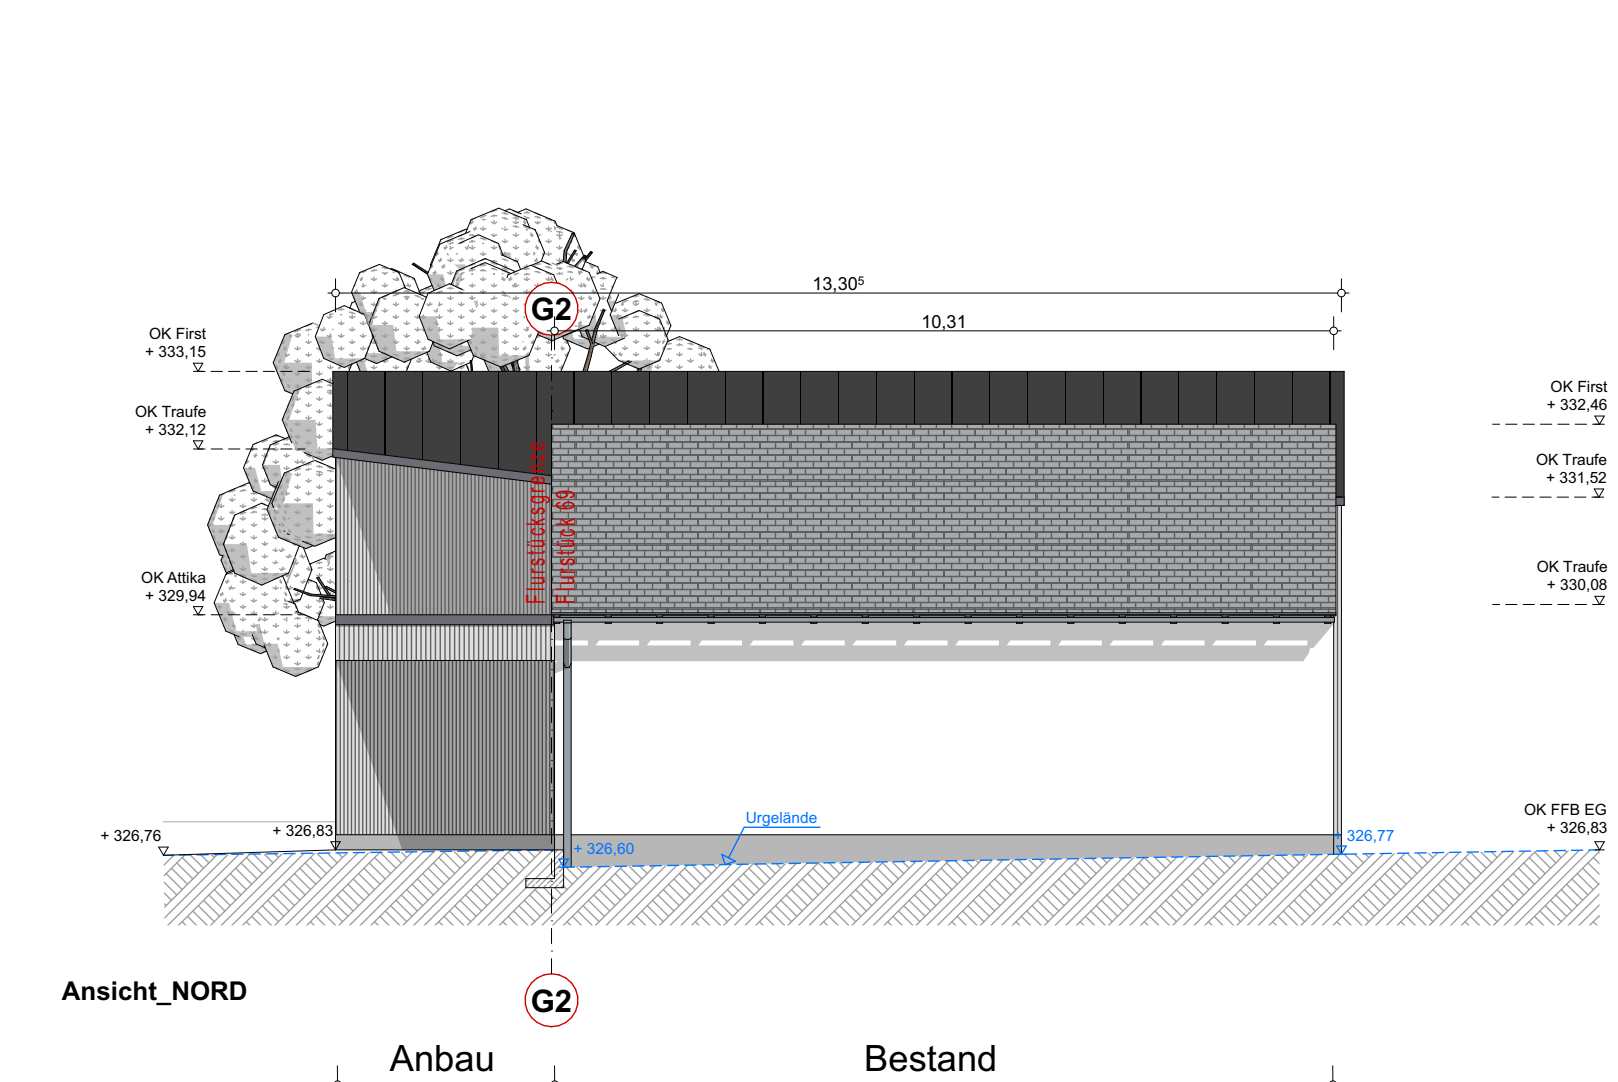 13,30⁵
G2
10,31
OK First
+ 333,15
OK Traufe
+ 332,12
OK Attika
+ 329,94
OK First
+ 332,46
OK Traufe
+ 331,52
OK Traufe
+ 330,08
Flurstücksgrenze
Flurstück 69
+ 326,76
+ 326,83
+ 326,60
Urgelände
+ 326,77
OK FFB EG
+ 326,83
Ansicht_NORD
G2
Anbau
Bestand